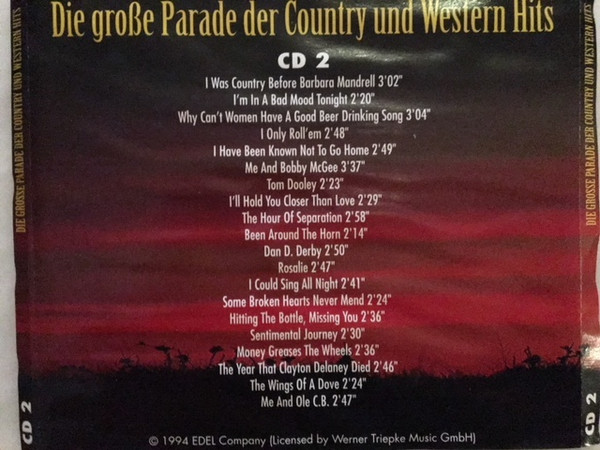 Die große Parade der Country und Western Hits
CD 2
I Was Country Before Barbara Mandrell 3'02"
I'm In A Bad Mood Tonight 2'20"
Why Can't Women Have A Good Beer Drinking Song 3'04"
I Only Roll'em 2'48"
I Have Been Known Not To Go Home 2'49"
Me And Bobby McGee 3'37"
Tom Dooley 2'23"
I'll Hold You Closer Than Love 2'29"
The Hour Of Separation 2'58"
Been Around The Horn 2'14"
Dan D. Derby 2'50"
Rosalie 2'47"
I Could Sing All Night 2'41"
Some Broken Hearts Never Mend 2'24"
Hitting The Bottle, Missing You 2'36"
Sentimental Journey 2'30"
Money Greases The Wheels 2'36"
The Year That Clayton Delaney Died 2'46"
The Wings Of A Dove 2'24"
Me And Ole C.B. 2'47"
© 1994 EDEL Company (Licensed by Werner Triepke Music GmbH)
DIE GROSSE PARADE DER COUNTRY UND WESTERN HITS
CD 2
DIE GROSSE PARADE DER COUNTRY UND WESTERN HITS
CD 2